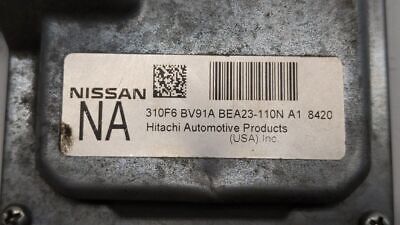 NISSAN
NA
310F6 BV91A BEA23-110N A1 8420
Hitachi Automotive Products
(USA) Inc.